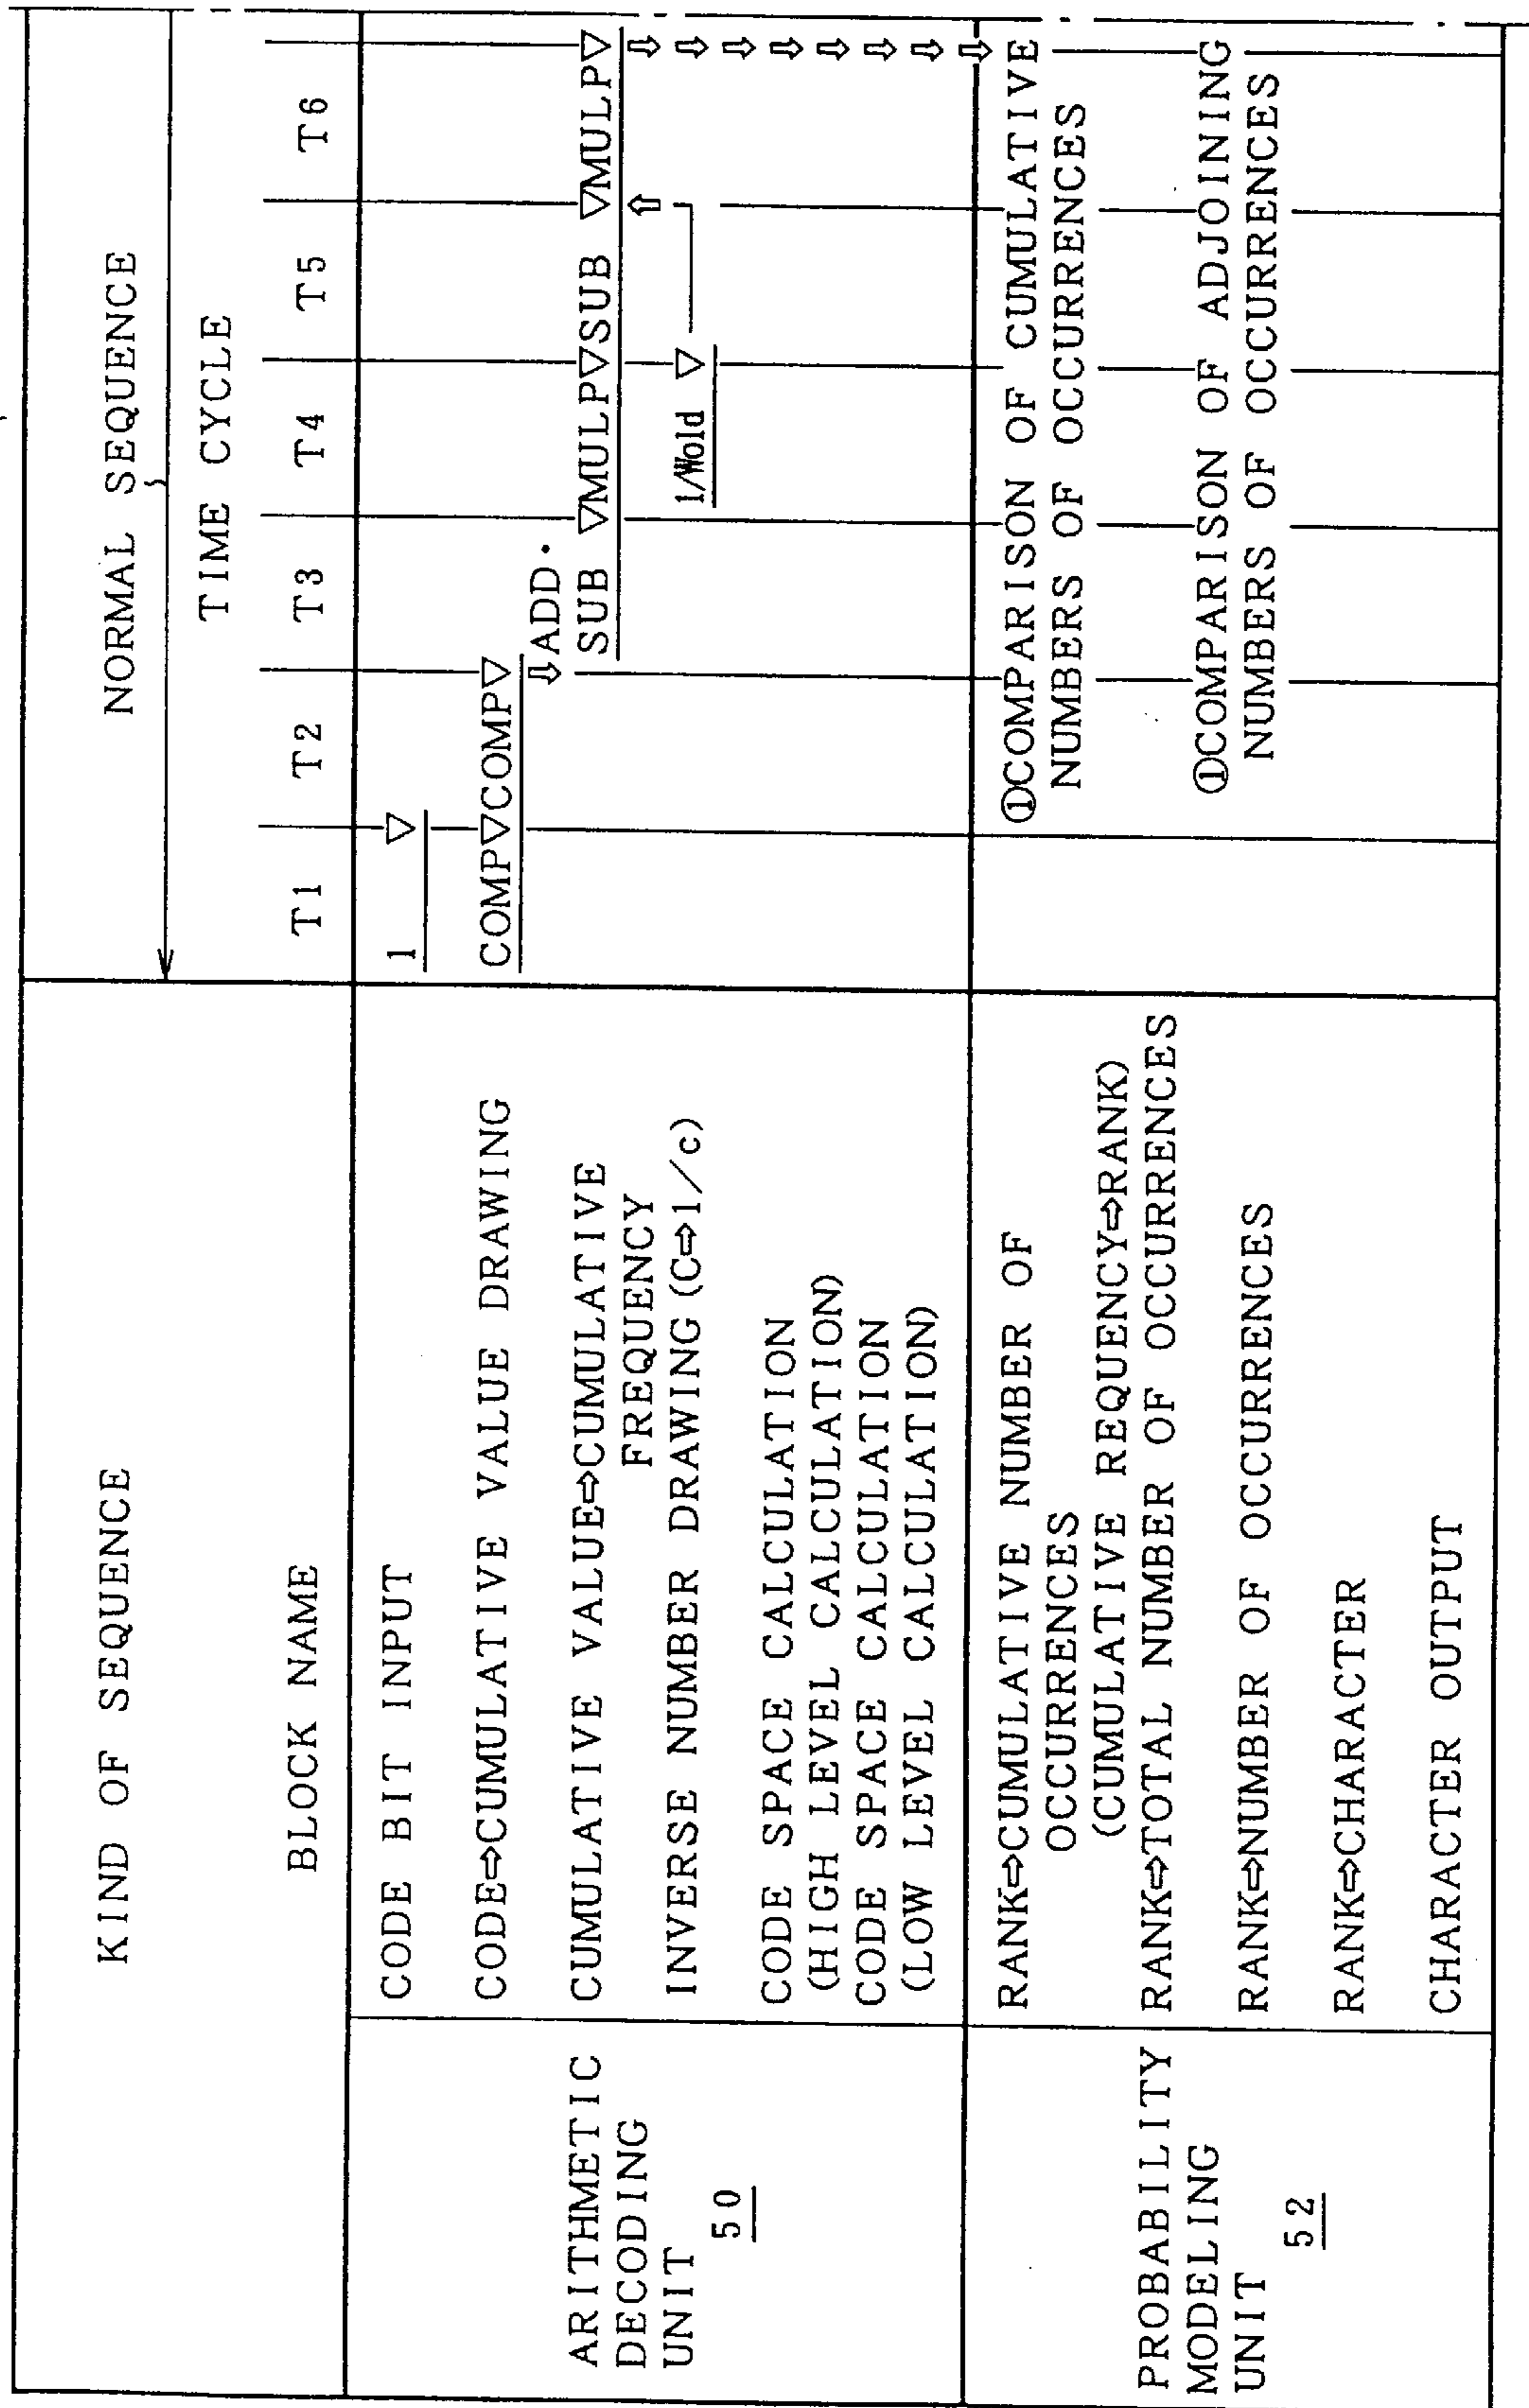 KIND OF SEQUENCE
NORMAL SEQUENCE
TIME CYCLE
BLOCK NAME
T1 T2 T3 T4 T5 T6
ARITHMETIC
DECODING
UNIT
50
CODE BIT INPUT
1 ▽
CODE⇨CUMULATIVE VALUE DRAWING
COMP▽COMP▽
⇩ADD·
CUMULATIVE VALUE⇨CUMULATIVE
FREQUENCY
SUB ▽MULP▽SUB ▽MULP▽
INVERSE NUMBER DRAWING (C⇨1/c)
1/Wold ▽
CODE SPACE CALCULATION
(HIGH LEVEL CALCULATION)
CODE SPACE CALCULATION
(LOW LEVEL CALCULATION)
PROBABILITY
MODELING
UNIT
52
RANK⇨CUMULATIVE NUMBER OF
OCCURRENCES
(CUMULATIVE REQUENCY⇨RANK)
①COMPARISON OF CUMULATIVE
NUMBERS OF OCCURRENCES
RANK⇨TOTAL NUMBER OF OCCURRENCES
RANK⇨NUMBER OF OCCURRENCES
①COMPARISON OF ADJOINING
NUMBERS OF OCCURRENCES
RANK⇨CHARACTER
CHARACTER OUTPUT